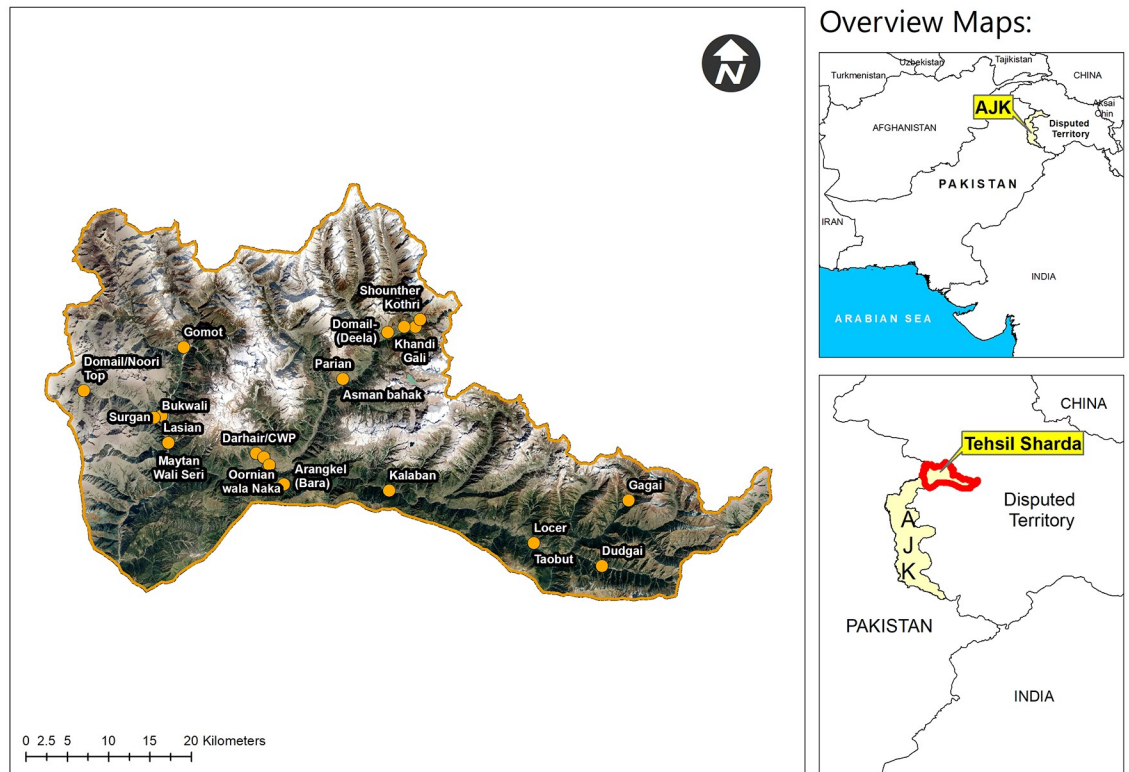 N
Shounther
Kothri
Domail-
(Deela)
Khandi
Gali
Gomot
Domail/Noori
Top
Parian
Asman bahak
Surgan
Bukwali
Lasian
Maytan
Wali Seri
Darhair/CWP
Oornian
wala Naka
Arangkel
(Bara)
Kalaban
Gagai
Locer
Taobut
Dudgai
0 2.5 5 10 15 20 Kilometers
Overview Maps:
Uzbekistan
Tajikistan
Turkmenistan
CHINA
AJK
Aksai
Chin
AFGHANISTAN
Disputed
Territory
PAKISTAN
IRAN
INDIA
ARABIAN SEA
CHINA
Tehsil Sharda
Disputed
Territory
A
J
K
PAKISTAN
INDIA